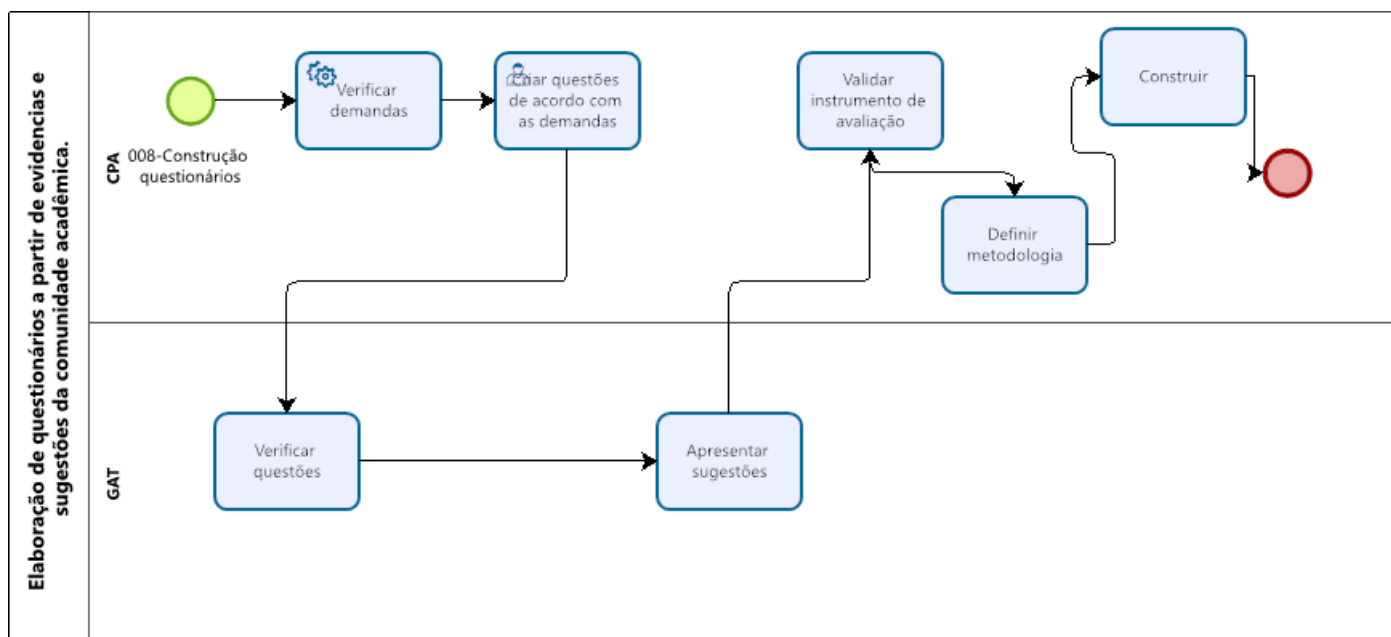 Elaboração de questionários a partir de evidencias e
sugestões da comunidade acadêmica.
CPA
008-Construção
questionários
Verificar
demandas
Criar questões
de acordo com
as demandas
Validar
instrumento de
avaliação
Definir
metodologia
Construir
GAT
Verificar
questões
Apresentar
sugestões